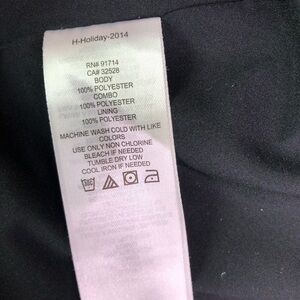 H-Holiday-2014
RN# 91714
CA# 32528
BODY
100% POLYESTER
COMBO
100% POLYESTER
LINING
100% POLYESTER
MACHINE WASH COLD WITH LIKE
COLORS
USE ONLY NON CHLORINE
BLEACH IF NEEDED
TUMBLE DRY LOW
COOL IRON IF NEEDED